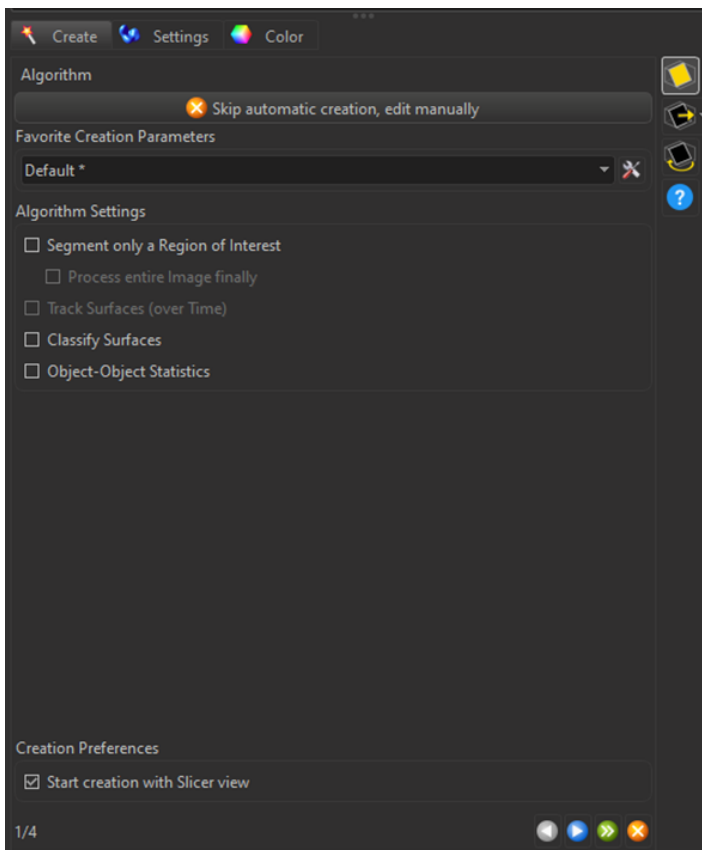 Create Settings Color
Algorithm
Skip automatic creation, edit manually
Favorite Creation Parameters
Default *
Algorithm Settings
Segment only a Region of Interest
Process entire Image finally
Track Surfaces (over Time)
Classify Surfaces
Object-Object Statistics
Creation Preferences
Start creation with Slicer view
1/4